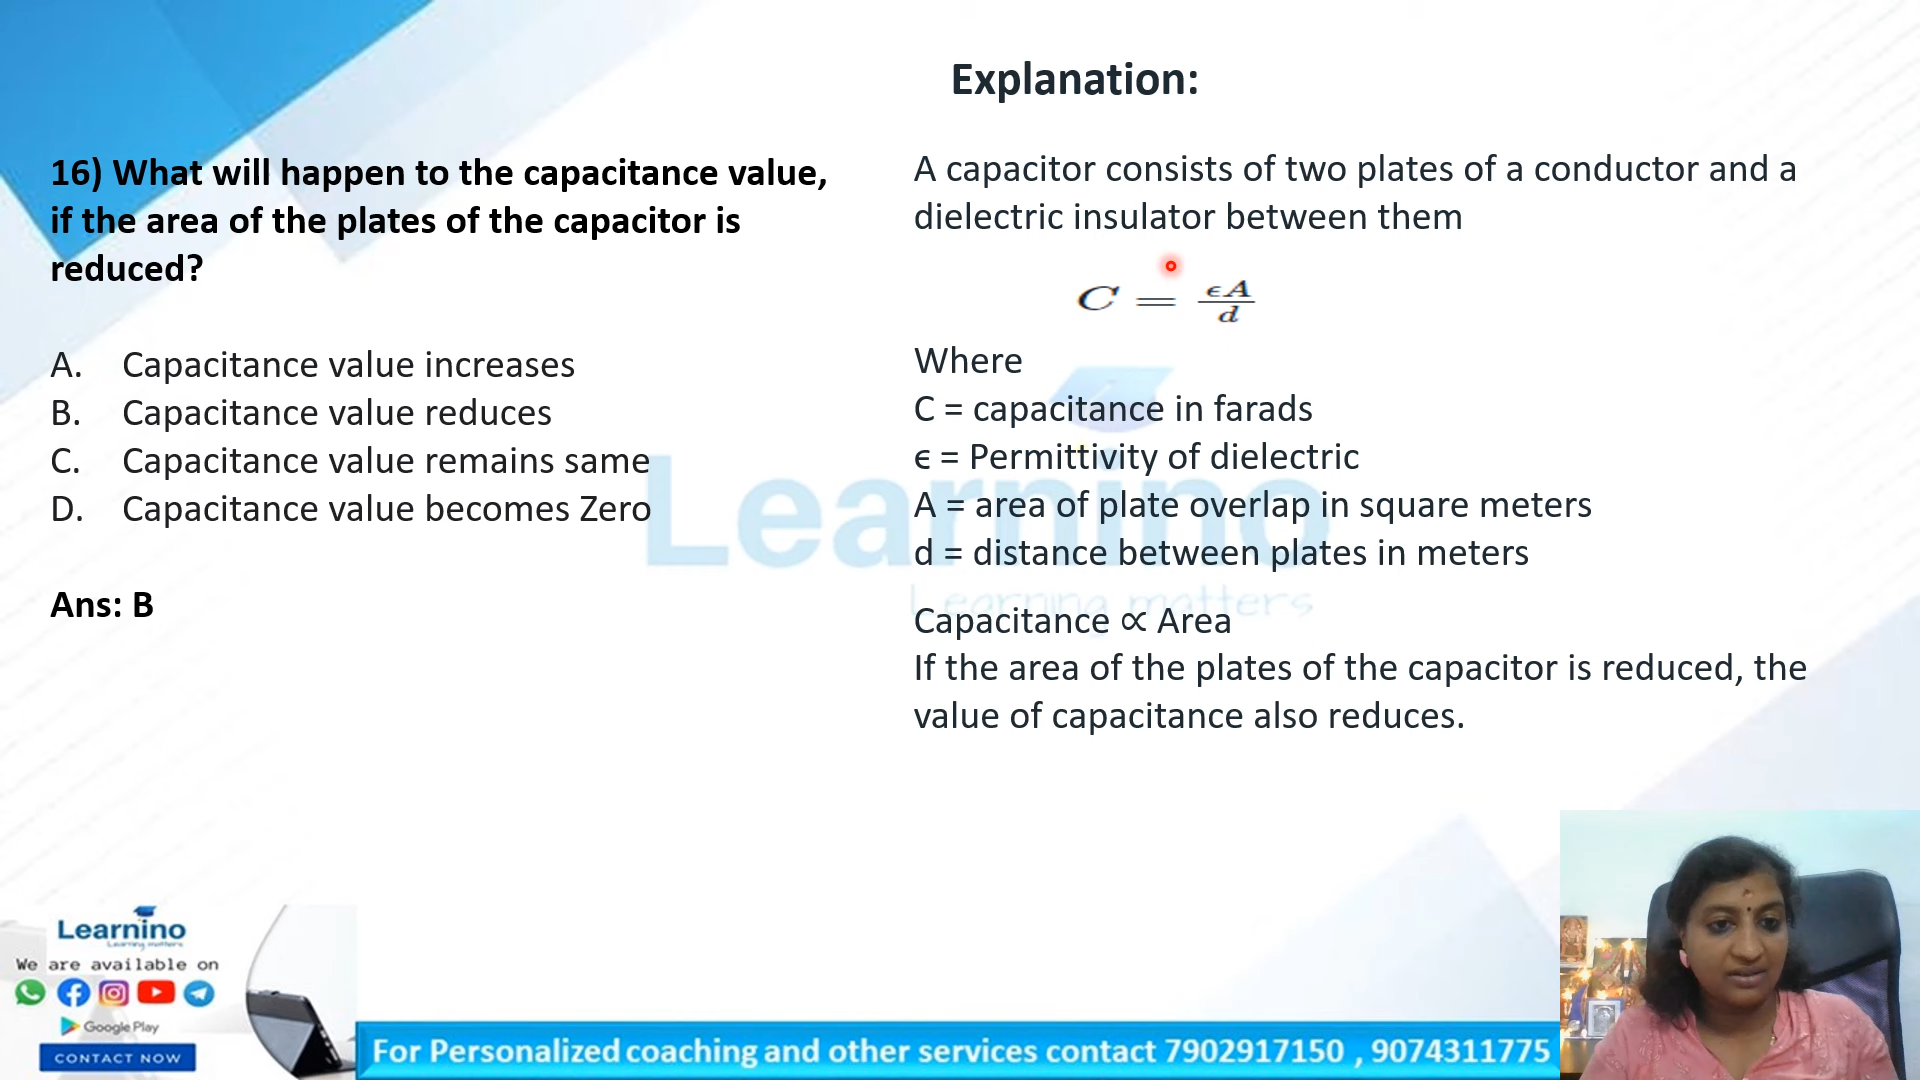 Explanation:
16) What will happen to the capacitance value,
if the area of the plates of the capacitor is
reduced?
A. Capacitance value increases
B. Capacitance value reduces
C. Capacitance value remains same
D. Capacitance value becomes Zero
Ans: B
A capacitor consists of two plates of a conductor and a
dielectric insulator between them
C = ϵA/d
Where
C = capacitance in farads
ϵ = Permittivity of dielectric
A = area of plate overlap in square meters
d = distance between plates in meters
Capacitance ∝ Area
If the area of the plates of the capacitor is reduced, the
value of capacitance also reduces.
Learnino
Learning matters
Learnino
Learning matters
We are available on
Google Play
CONTACT NOW
For Personalized coaching and other services contact 7902917150 , 9074311775